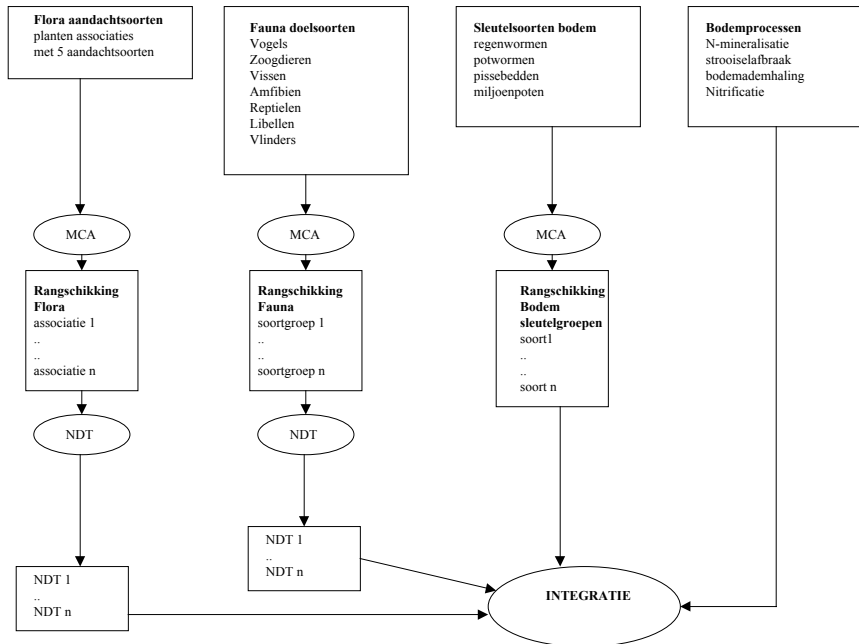 Flora aandachtsoorten
planten associaties
met 5 aandachtsoorten
Fauna doelsoorten
Vogels
Zoogdieren
Vissen
Amfibien
Reptielen
Libellen
Vlinders
Sleutelsoorten bodem
regenwormen
potwormen
pissebedden
miljoenpoten
Bodemprocessen
N-mineralisatie
strooiselafbraak
bodemademhaling
Nitrificatie
MCA
MCA
MCA
Rangschikking
Flora
associatie 1
..
..
associatie n
Rangschikking
Fauna
soortgroep 1
..
..
soortgroep n
Rangschikking
Bodem
sleutelgroepen
soort1
..
..
soort n
NDT
NDT
NDT 1
..
NDT n
NDT 1
..
NDT n
INTEGRATIE